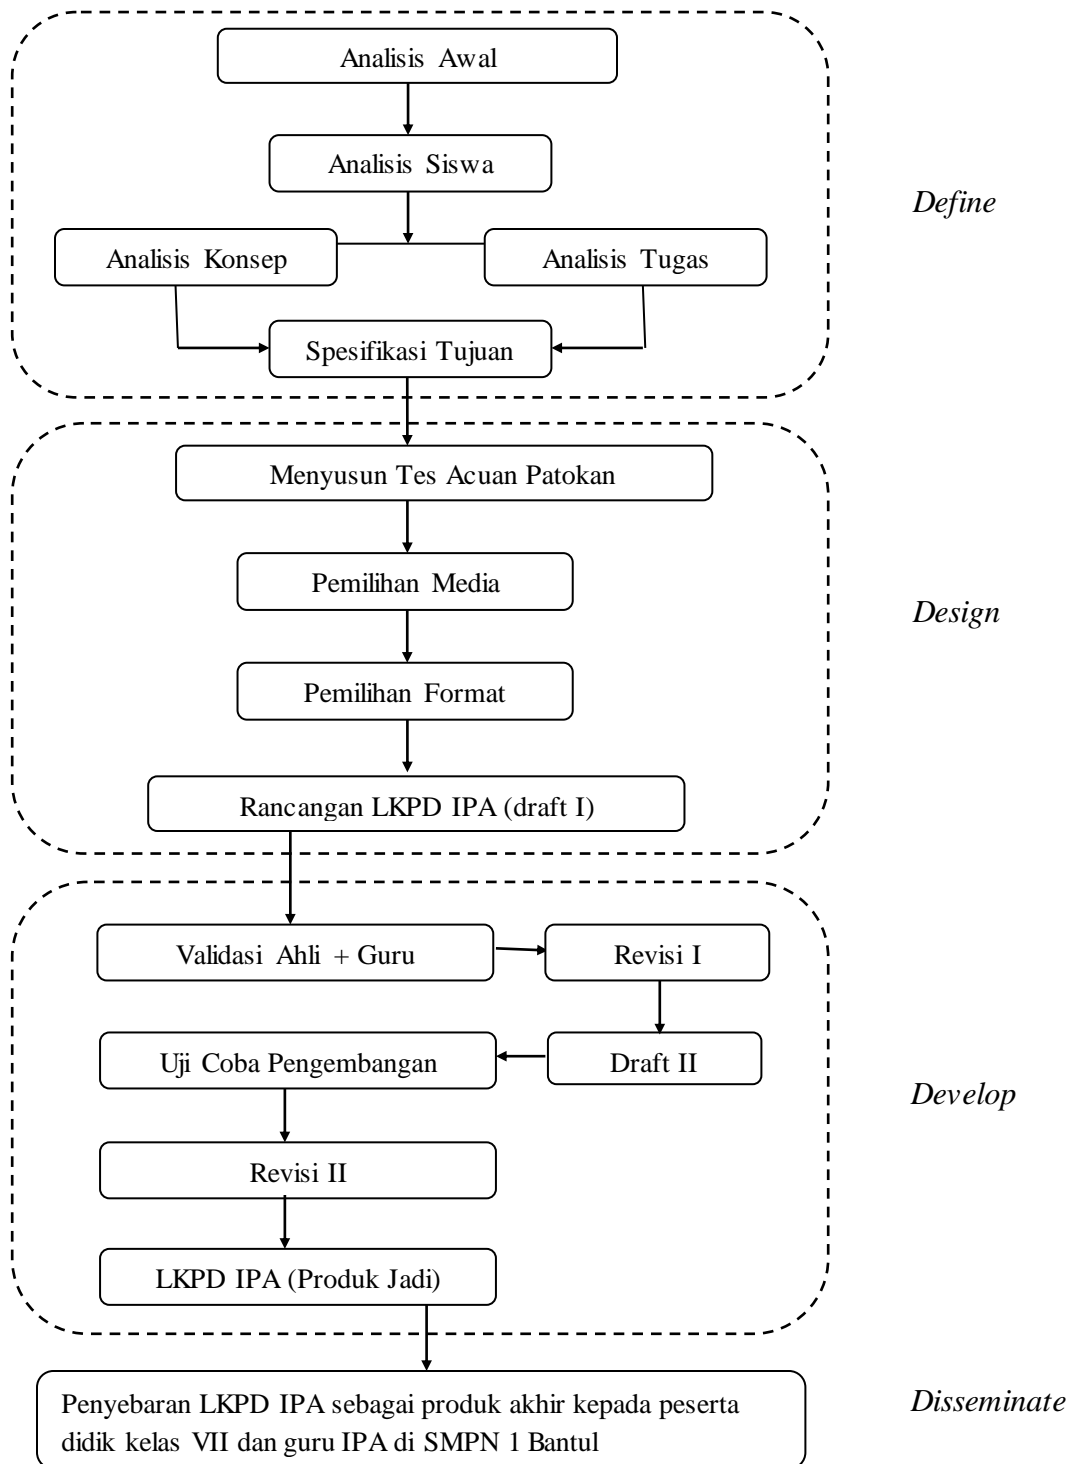 Analisis Awal
Analisis Siswa
Define
Analisis Konsep
Analisis Tugas
Spesifikasi Tujuan
Menyusun Tes Acuan Patokan
Pemilihan Media
Design
Pemilihan Format
Rancangan LKPD IPA (draft I)
Validasi Ahli + Guru
Revisi I
Draft II
Uji Coba Pengembangan
Develop
Revisi II
LKPD IPA (Produk Jadi)
Penyebaran LKPD IPA sebagai produk akhir kepada peserta
didik kelas VII dan guru IPA di SMPN 1 Bantul
Disseminate